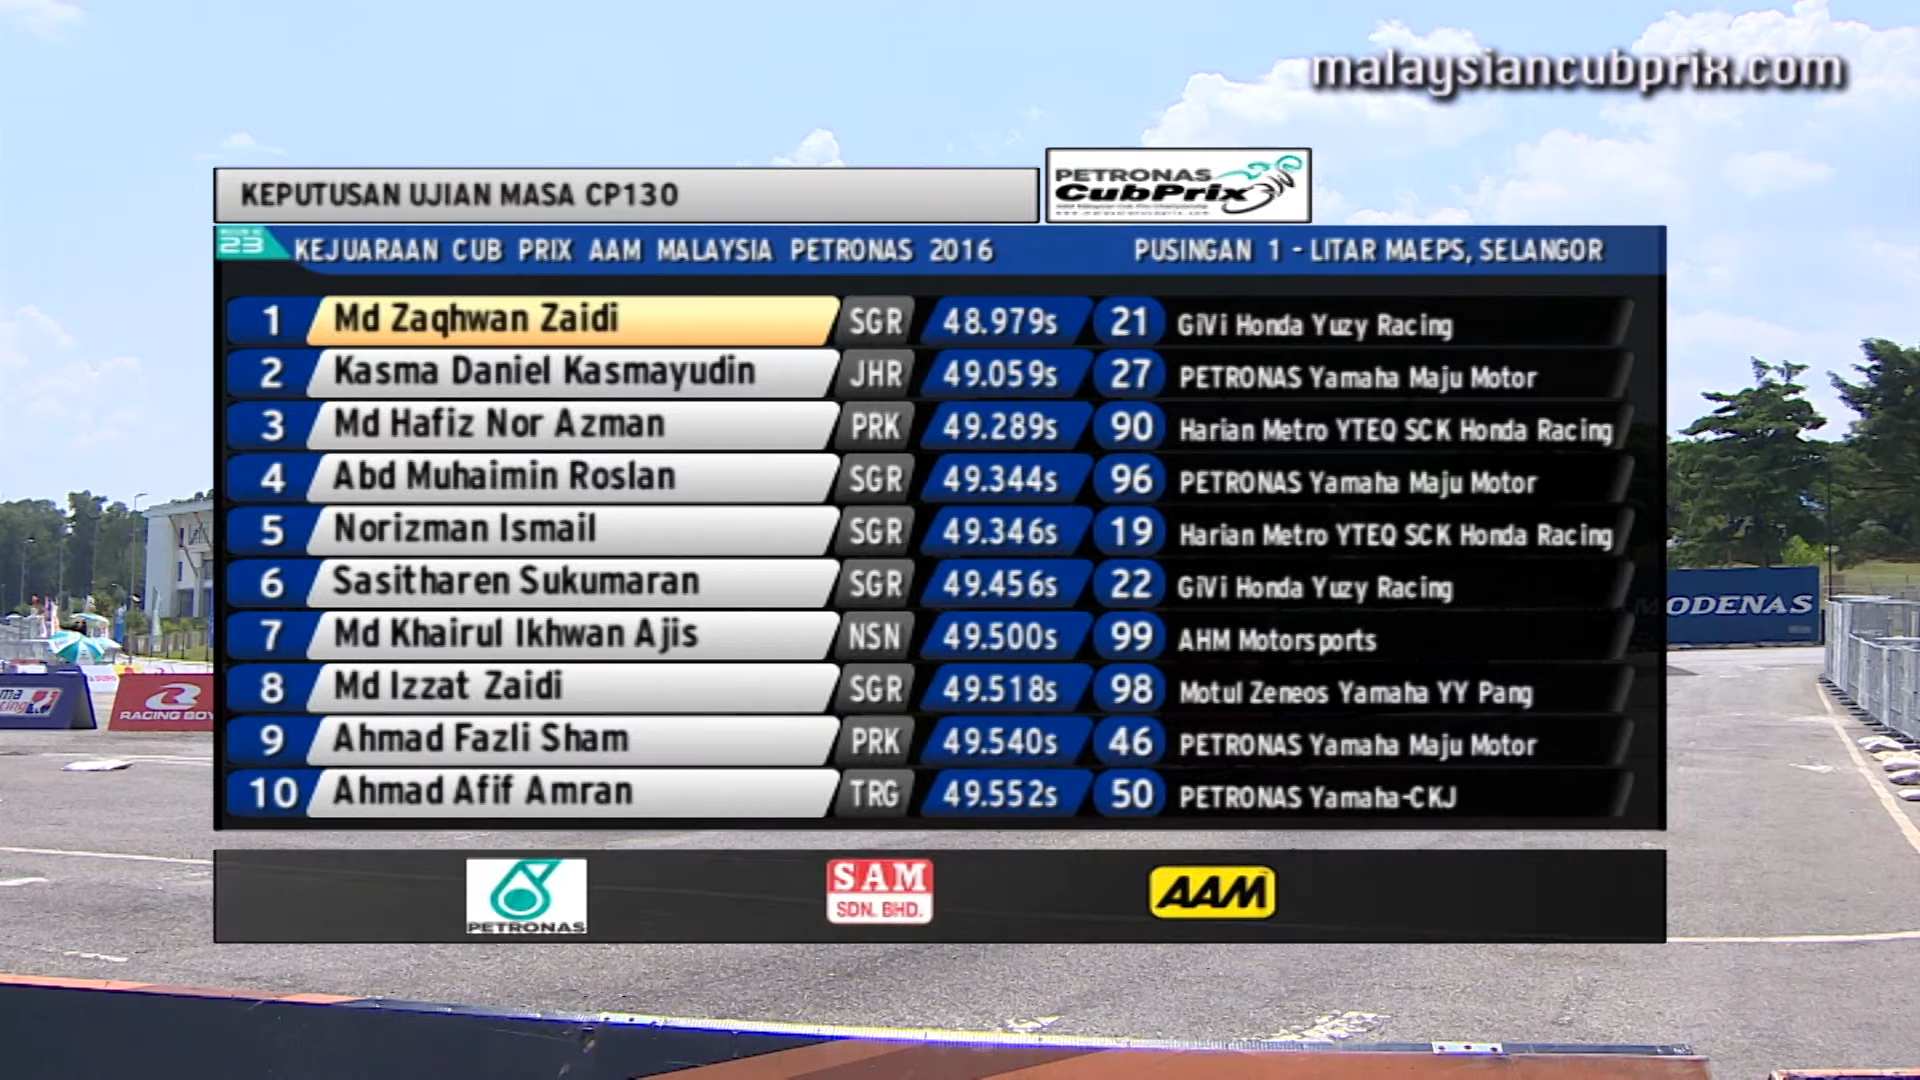 malaysiancubprix.com
KEPUTUSAN UJIAN MASA CP130
PETRONAS
CubPrix
23
KEJUARAAN CUB PRIX AAM MALAYSIA PETRONAS 2016 PUSINGAN 1 - LITAR MAEPS, SELANGOR
1 Md Zaqhwan Zaidi SGR 48.979s 21 GiVi Honda Yuzy Racing
2 Kasma Daniel Kasmayudin JHR 49.059s 27 PETRONAS Yamaha Maju Motor
3 Md Hafiz Nor Azman PRK 49.289s 90 Harian Metro YTEQ SCK Honda Racing
4 Abd Muhaimin Roslan SGR 49.344s 96 PETRONAS Yamaha Maju Motor
5 Norizman Ismail SGR 49.346s 19 Harian Metro YTEQ SCK Honda Racing
6 Sasitharen Sukumaran SGR 49.456s 22 GiVi Honda Yuzy Racing
7 Md Khairul Ikhwan Ajis NSN 49.500s 99 AHM Motorsports
8 Md Izzat Zaidi SGR 49.518s 98 Motul Zeneos Yamaha YY Pang
9 Ahmad Fazli Sham PRK 49.540s 46 PETRONAS Yamaha Maju Motor
10 Ahmad Afif Amran TRG 49.552s 50 PETRONAS Yamaha-CKJ
MODENAS
RACING BOY
PETRONAS
SAM
SDN. BHD.
AAM